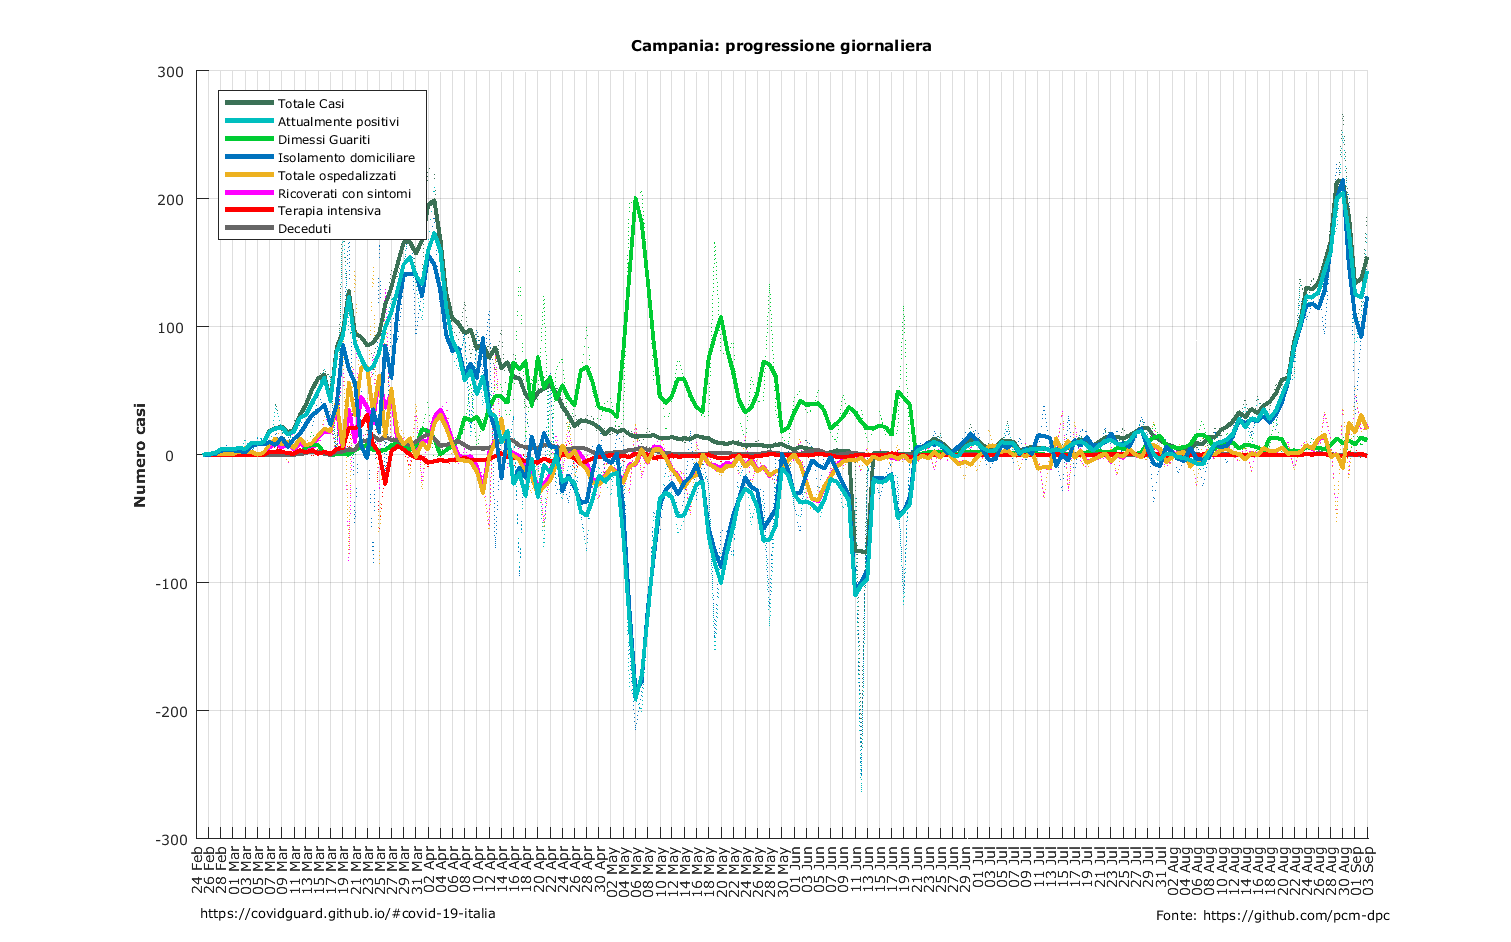 Campania: progressione giornaliera
300
200
100
0
-100
-200
-300
Numero casi
Totale Casi
Attualmente positivi
Dimessi Guariti
Isolamento domiciliare
Totale ospedalizzati
Ricoverati con sintomi
Terapia intensiva
Deceduti
24 Feb
26 Feb
28 Feb
01 Mar
03 Mar
05 Mar
07 Mar
09 Mar
11 Mar
13 Mar
15 Mar
17 Mar
19 Mar
21 Mar
23 Mar
25 Mar
27 Mar
29 Mar
31 Mar
02 Apr
04 Apr
06 Apr
08 Apr
10 Apr
12 Apr
14 Apr
16 Apr
18 Apr
20 Apr
22 Apr
24 Apr
26 Apr
28 Apr
30 Apr
02 May
04 May
06 May
08 May
10 May
12 May
14 May
16 May
18 May
20 May
22 May
24 May
26 May
28 May
30 May
01 Jun
03 Jun
05 Jun
07 Jun
09 Jun
11 Jun
13 Jun
15 Jun
17 Jun
19 Jun
21 Jun
23 Jun
25 Jun
27 Jun
29 Jun
01 Jul
03 Jul
05 Jul
07 Jul
09 Jul
11 Jul
13 Jul
15 Jul
17 Jul
19 Jul
21 Jul
23 Jul
25 Jul
27 Jul
29 Jul
31 Jul
02 Aug
04 Aug
06 Aug
08 Aug
10 Aug
12 Aug
14 Aug
16 Aug
18 Aug
20 Aug
22 Aug
24 Aug
26 Aug
28 Aug
30 Aug
01 Sep
03 Sep
https://covidguard.github.io/#covid-19-italia
Fonte: https://github.com/pcm-dpc